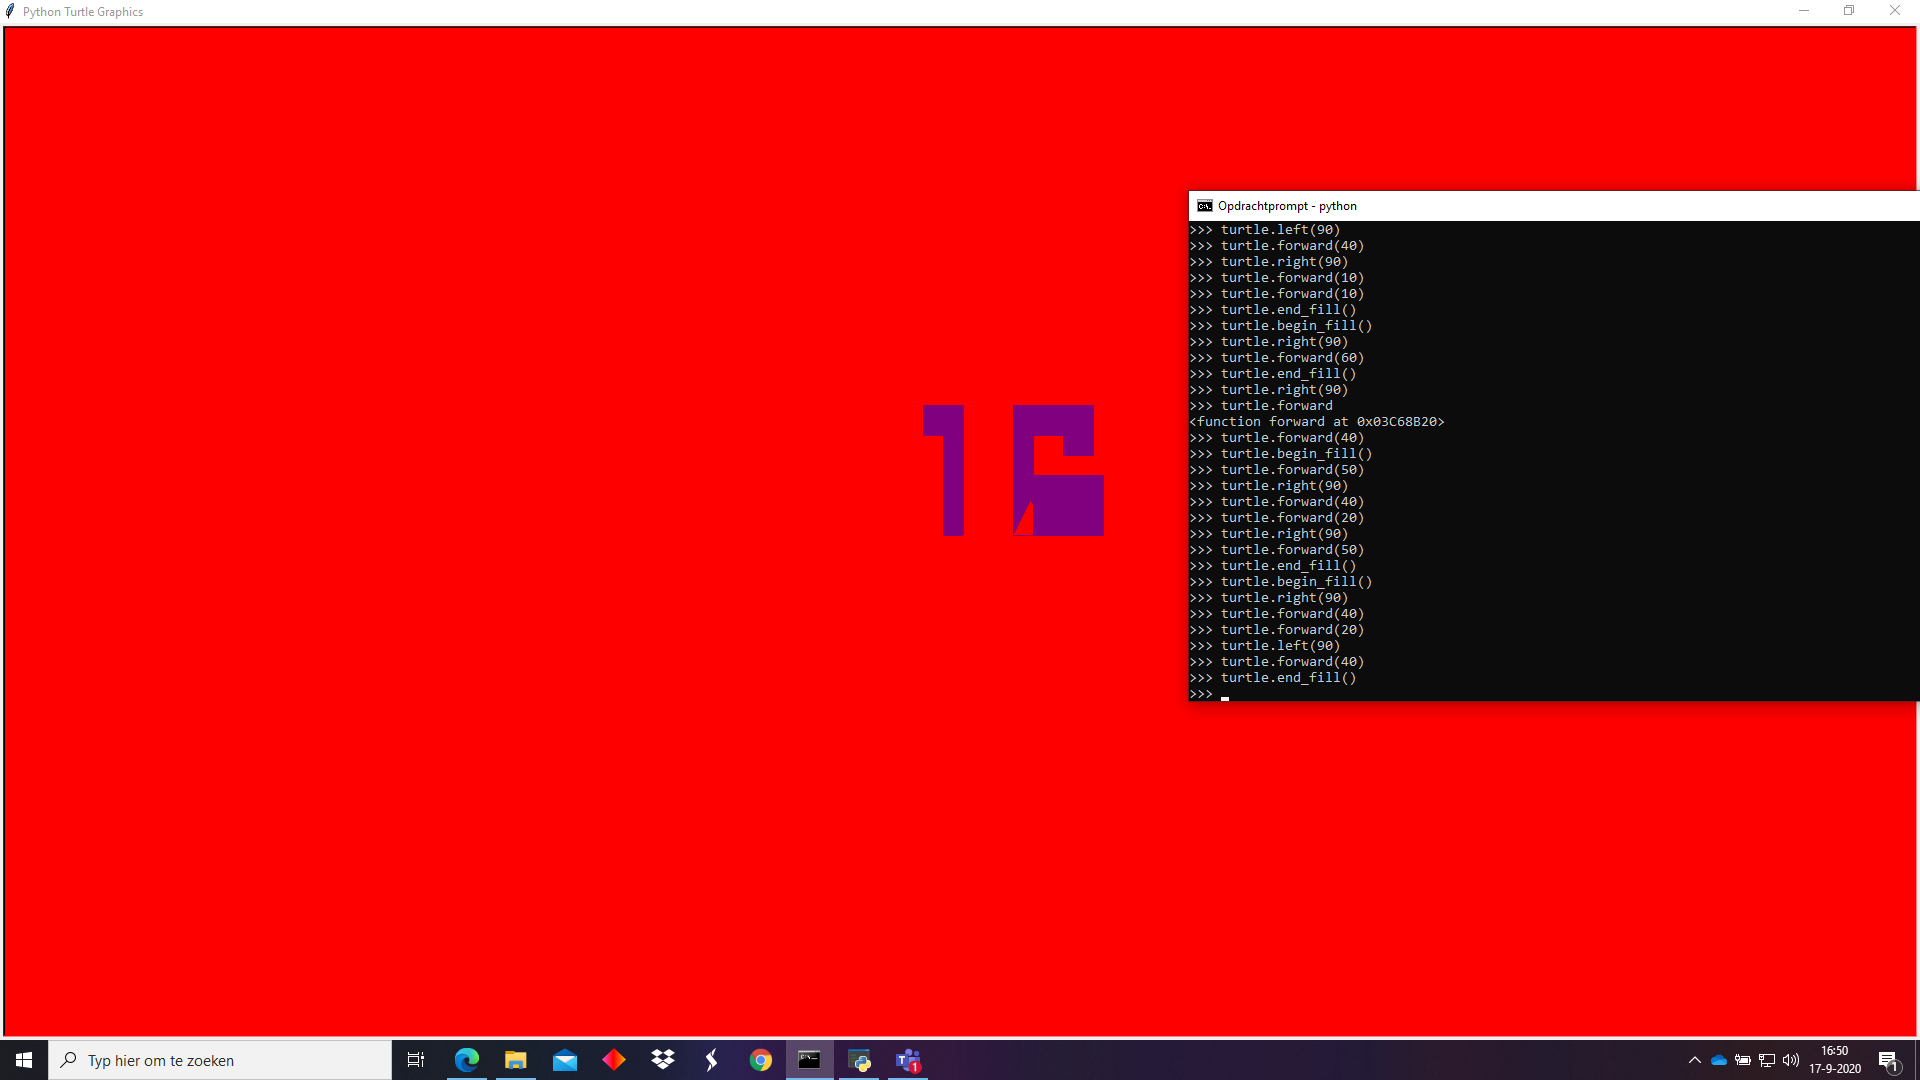 Python Turtle Graphics
16
Opdrachtprompt - python
>>> turtle.left(90)
>>> turtle.forward(40)
>>> turtle.right(90)
>>> turtle.forward(10)
>>> turtle.forward(10)
>>> turtle.end_fill()
>>> turtle.begin_fill()
>>> turtle.right(90)
>>> turtle.forward(60)
>>> turtle.end_fill()
>>> turtle.right(90)
>>> turtle.forward
<function forward at 0x03C68B20>
>>> turtle.forward(40)
>>> turtle.begin_fill()
>>> turtle.forward(50)
>>> turtle.right(90)
>>> turtle.forward(40)
>>> turtle.forward(20)
>>> turtle.right(90)
>>> turtle.forward(50)
>>> turtle.end_fill()
>>> turtle.begin_fill()
>>> turtle.right(90)
>>> turtle.forward(40)
>>> turtle.forward(20)
>>> turtle.left(90)
>>> turtle.forward(40)
>>> turtle.end_fill()
>>>
Typ hier om te zoeken
1
16:50
17-9-2020
1